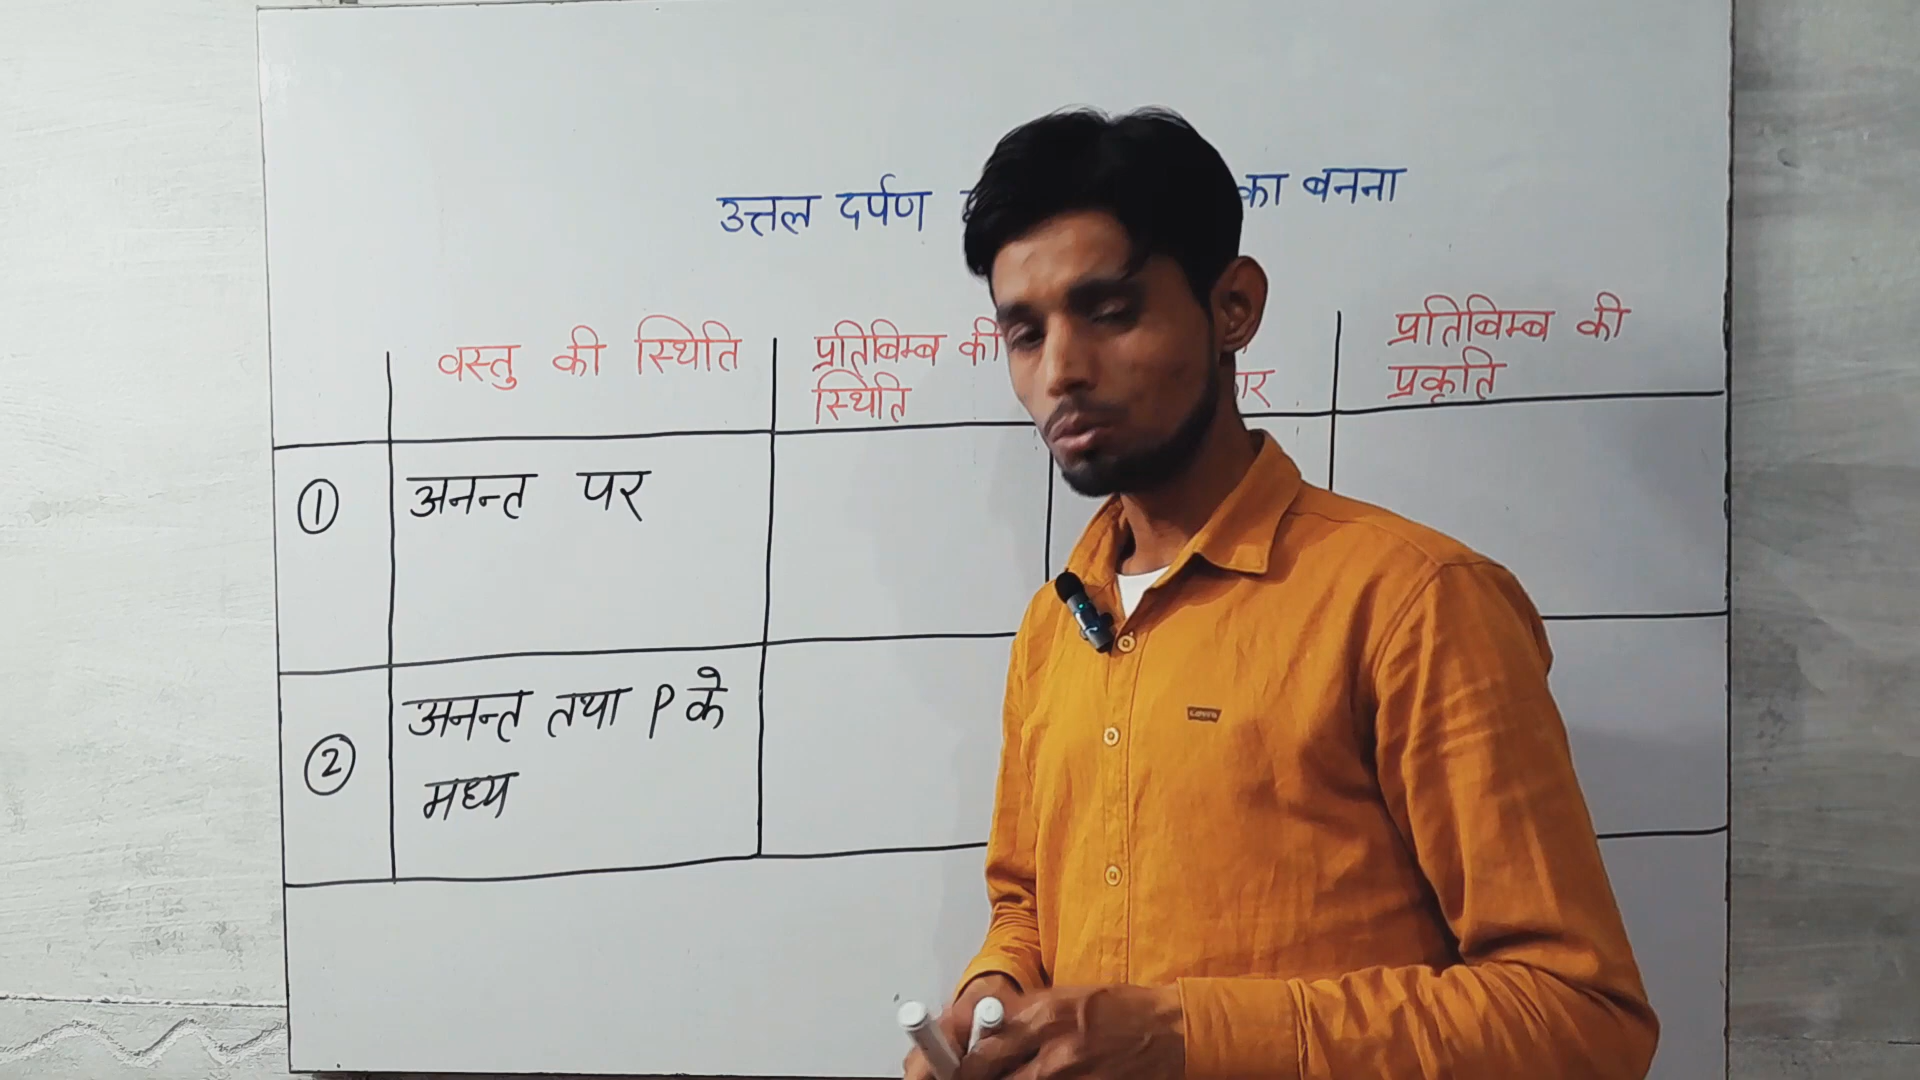 उत्तल दर्पण का बनना
वस्तु की स्थिति
प्रतिबिम्ब की
स्थिति
प्रतिबिम्ब की
प्रकृति
① अनन्त पर
② अनन्त तथा P के
मध्य